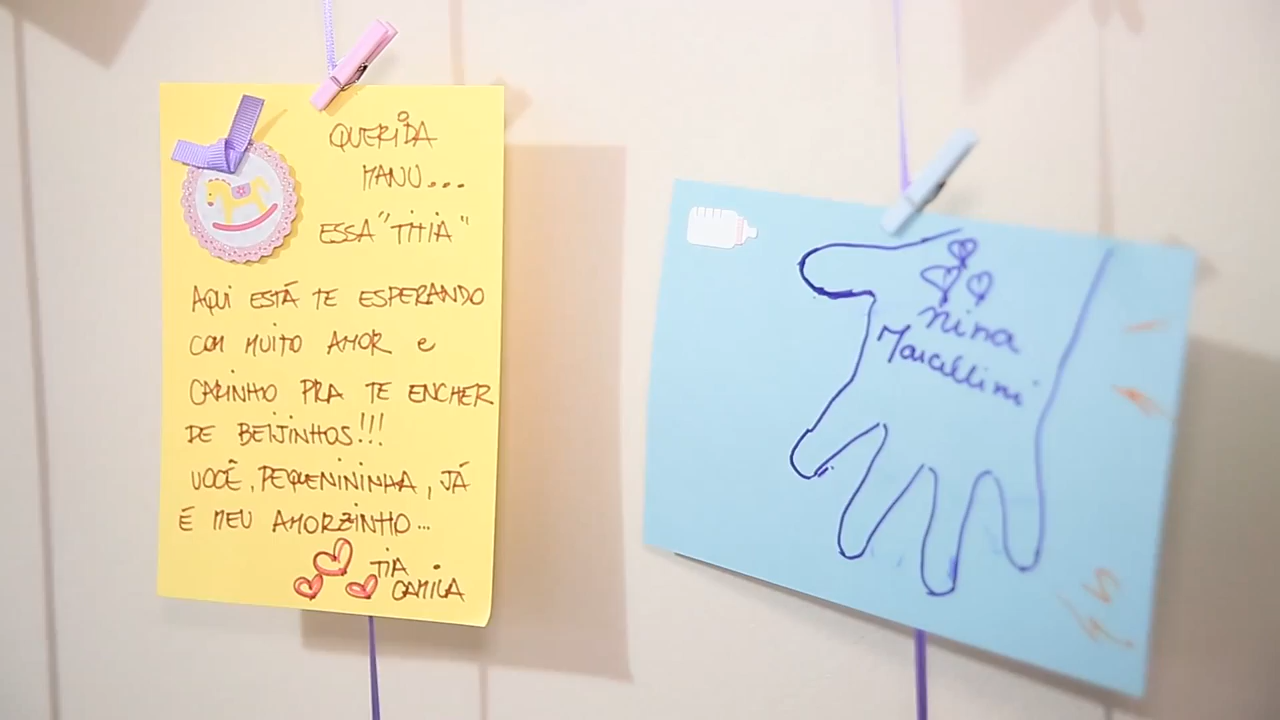 QUERIDA
MANU...
ESSA "TITIA"
AQUI ESTÁ TE ESPERANDO
COM MUITO AMOR e
CARINHO PRA TE ENCHER
DE BEIJINHOS!!!
VOCÊ, PEQUENININHA, JÁ
É MEU AMORZINHO...
TIA
CAMILA
Nina
Marcellini